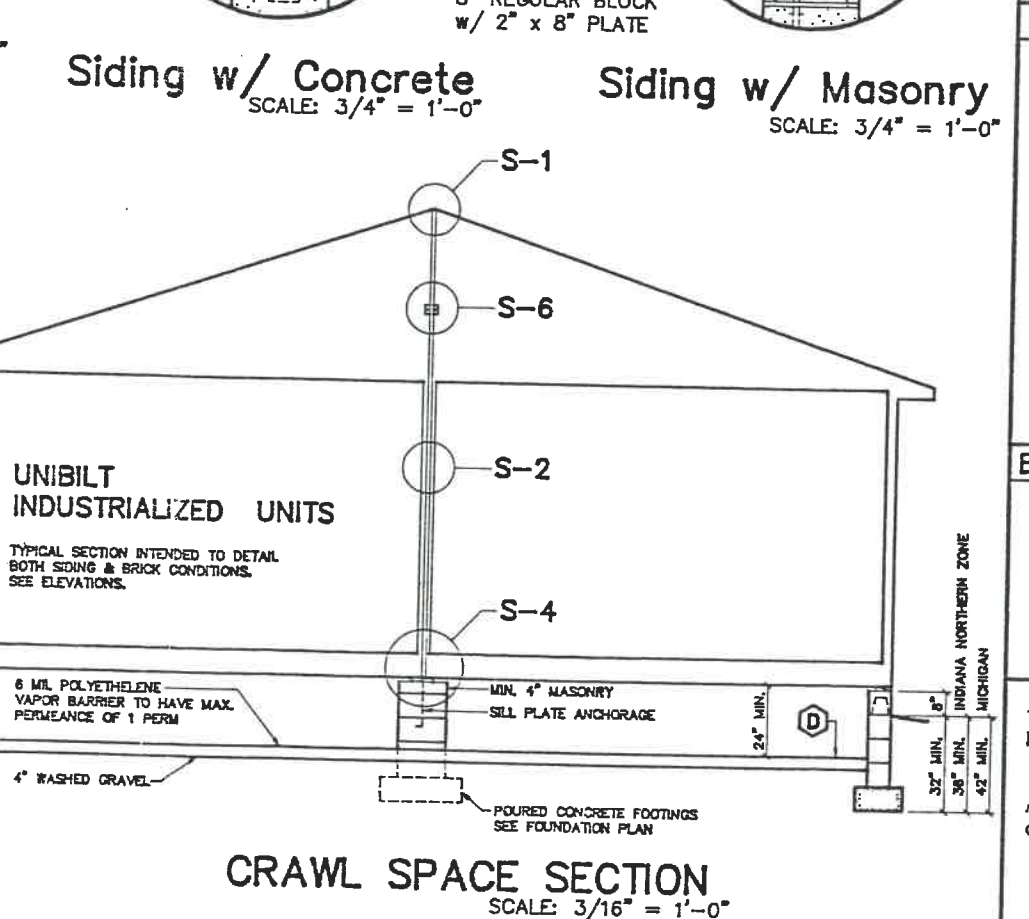 REGULAR BLOCK
w/ 2" x 8" PLATE
Siding w/ Concrete
SCALE: 3/4" = 1'-0"
Siding w/ Masonry
SCALE: 3/4" = 1'-0"
S-1
S-6
S-2
UNIBILT
INDUSTRIALIZED UNITS
TYPICAL SECTION INTENDED TO DETAIL
BOTH SIDING & BRICK CONDITIONS.
SEE ELEVATIONS.
S-4
6 MIL POLYETHELENE
VAPOR BARRIER TO HAVE MAX.
PERMEANCE OF 1 PERM
4" WASHED GRAVEL
MIN. 4" MASONRY
SILL PLATE ANCHORAGE
POURED CONCRETE FOOTINGS
SEE FOUNDATION PLAN
24" MIN.
D
8"
32" MIN.
36" MIN.
INDIANA NORTHERN ZONE
42" MIN.
MICHIGAN
CRAWL SPACE SECTION
SCALE: 3/16" = 1'-0"